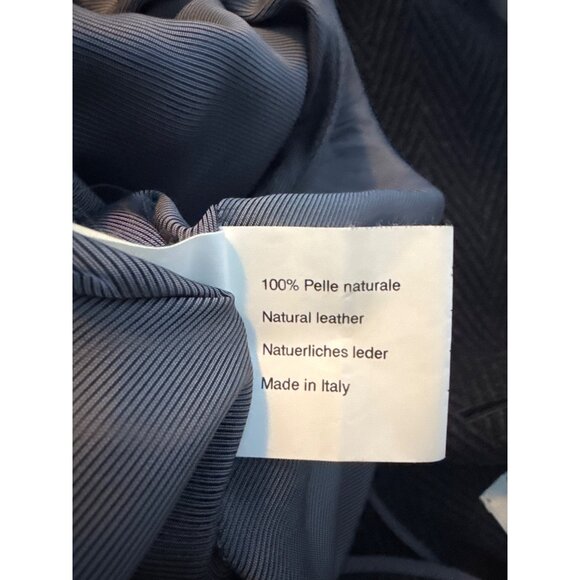 100% Pelle naturale
Natural leather
Natuerliches leder
Made in Italy